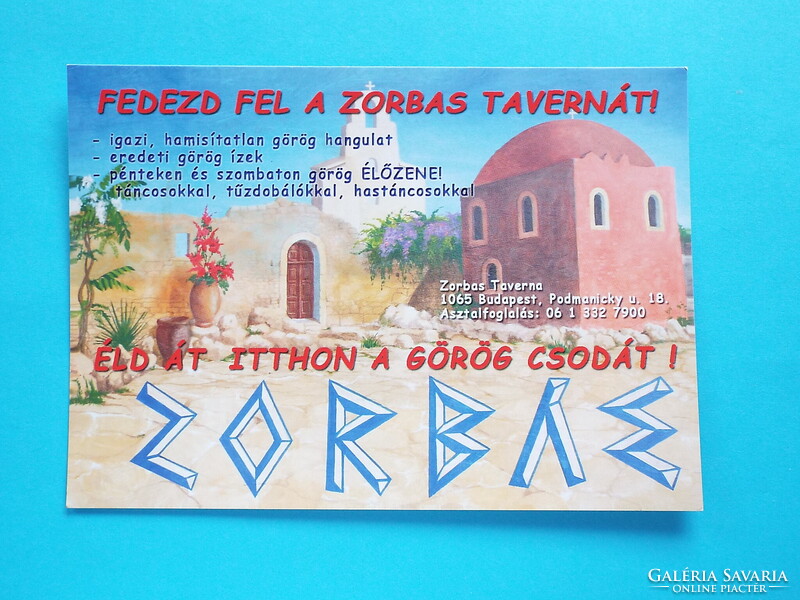 FEDEZD FEL A ZORBAS TAVERNÁT!
- igazi, hamisítatlan görög hangulat
- eredeti görög ízek
- pénteken és szombaton görög ÉLŐZENE!
táncosokkal, tűzdobálókkal, hastáncosokkal
Zorbas Taverna
1065 Budapest, Podmanicky u. 18.
Asztalfoglalás: 06 1 332 7900
ÉLD ÁT ITTHON A GÖRÖG CSODÁT !
ZORBAΣ
GALÉRIA SAVARIA
ONLINE PIACTÉR